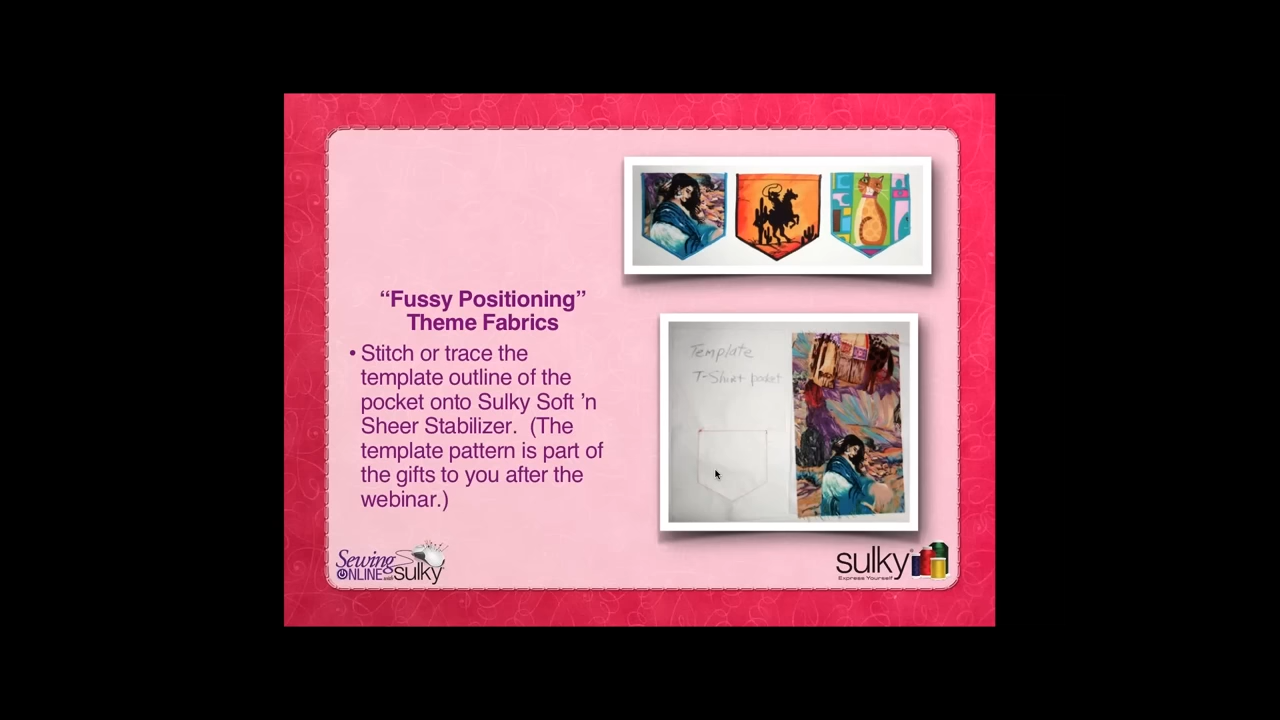 “Fussy Positioning”
Theme Fabrics
• Stitch or trace the
template outline of the
pocket onto Sulky Soft ’n
Sheer Stabilizer.  (The
template pattern is part of
the gifts to you after the
webinar.)
Template
T-Shirt pocket
Sewing
ONLINE with sulky
sulky
Express Yourself